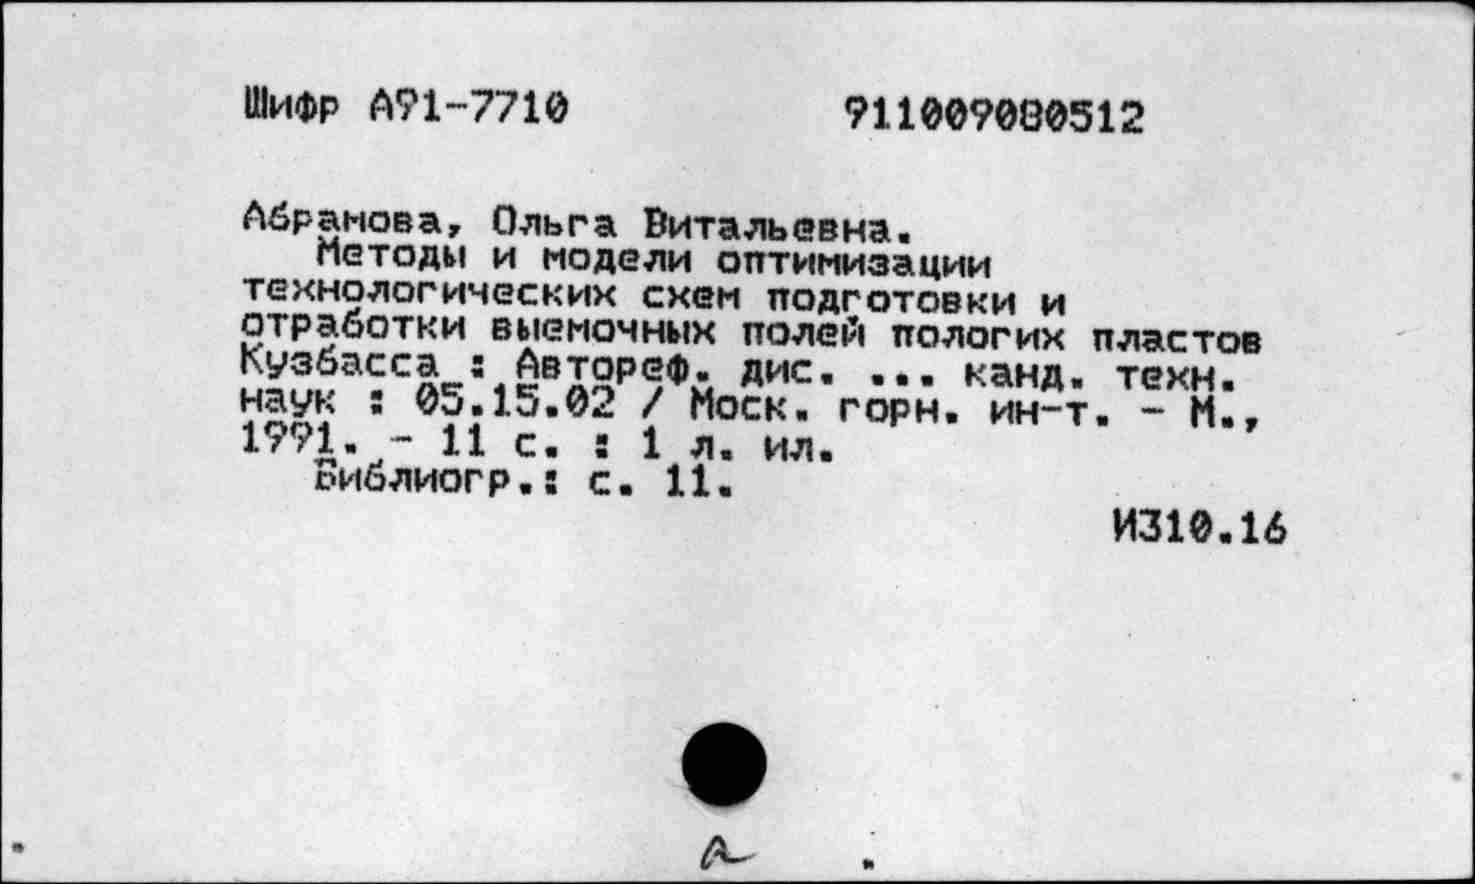 Шифр А91-7710 911009080512
Абрамова, Ольга Витальевна.
Методы и модели оптимизации
технологических схем подготовки и
отработки выемочных полей пологих пластов
Кузбасса : Автореф. дис. ... канд. техн.
наук : 05.15.02 / Моск. горн. ин-т. - М.,
1991. - 11 с. : 1 л. ил.
Библиогр.: с. 11.
И310.16
А